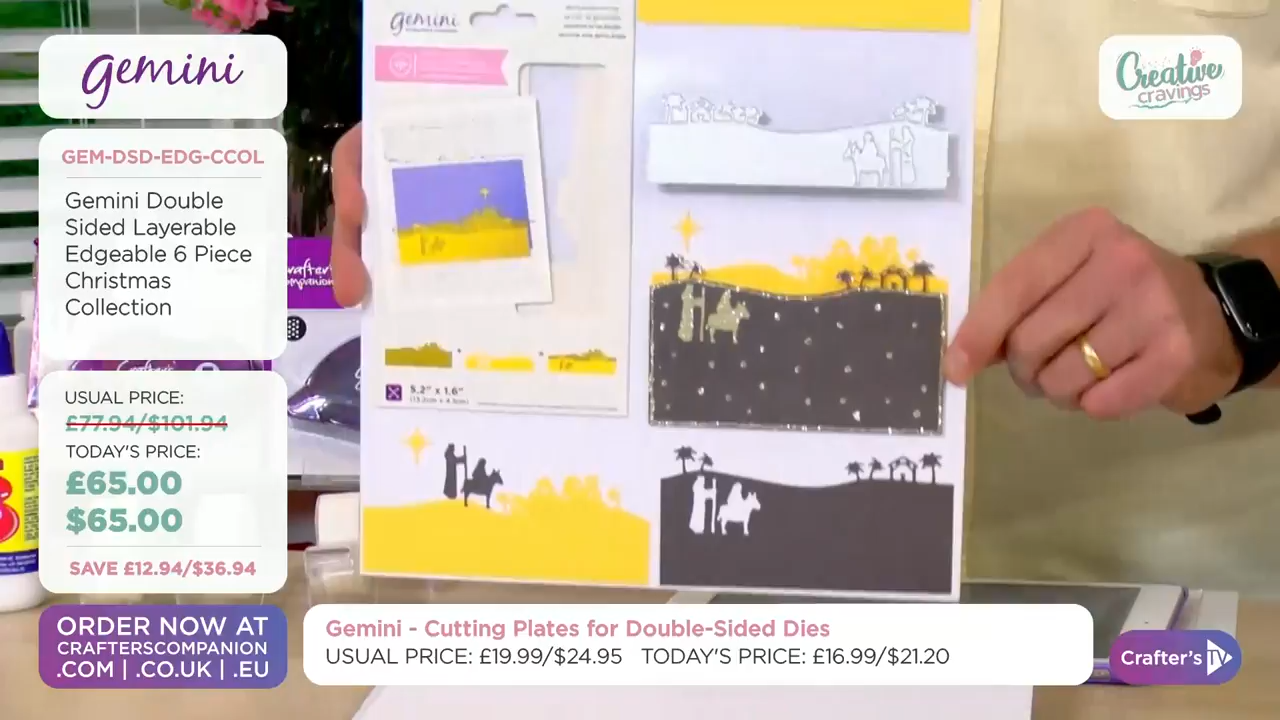 gemini
GEM-DSD-EDG-CCOL
Gemini Double
Sided Layerable
Edgeable 6 Piece
Christmas
Collection
USUAL PRICE:
£77.94/$101.94
TODAY'S PRICE:
£65.00
$65.00
SAVE £12.94/$36.94
ORDER NOW AT
CRAFTERSCOMPANION
.COM | .CO.UK | .EU
gemini
5.2" x 1.6"
Creative
cravings
Gemini - Cutting Plates for Double-Sided Dies
USUAL PRICE: £19.99/$24.95 TODAY'S PRICE: £16.99/$21.20
Crafter's TV